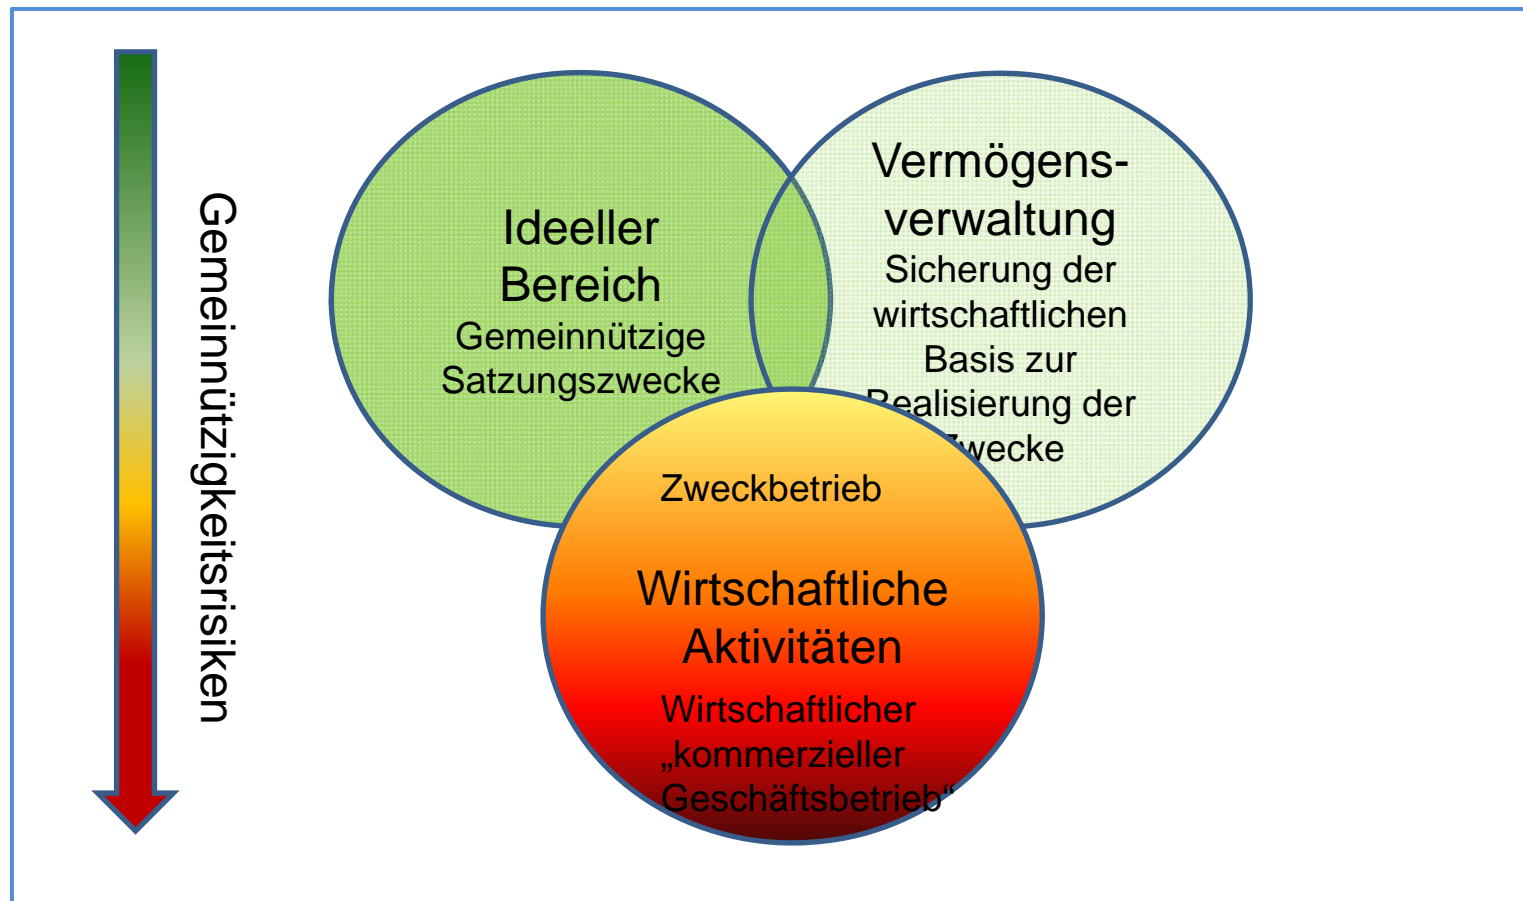 Gemeinnützigkeitsrisiken
Ideeller
Bereich
Gemeinnützige
Satzungszwecke
Vermögens-
verwaltung
Sicherung der
wirtschaftlichen
Basis zur
Realisierung der
Zwecke
Zweckbetrieb
Wirtschaftliche
Aktivitäten
Wirtschaftlicher
„kommerzieller
Geschäftsbetrieb“